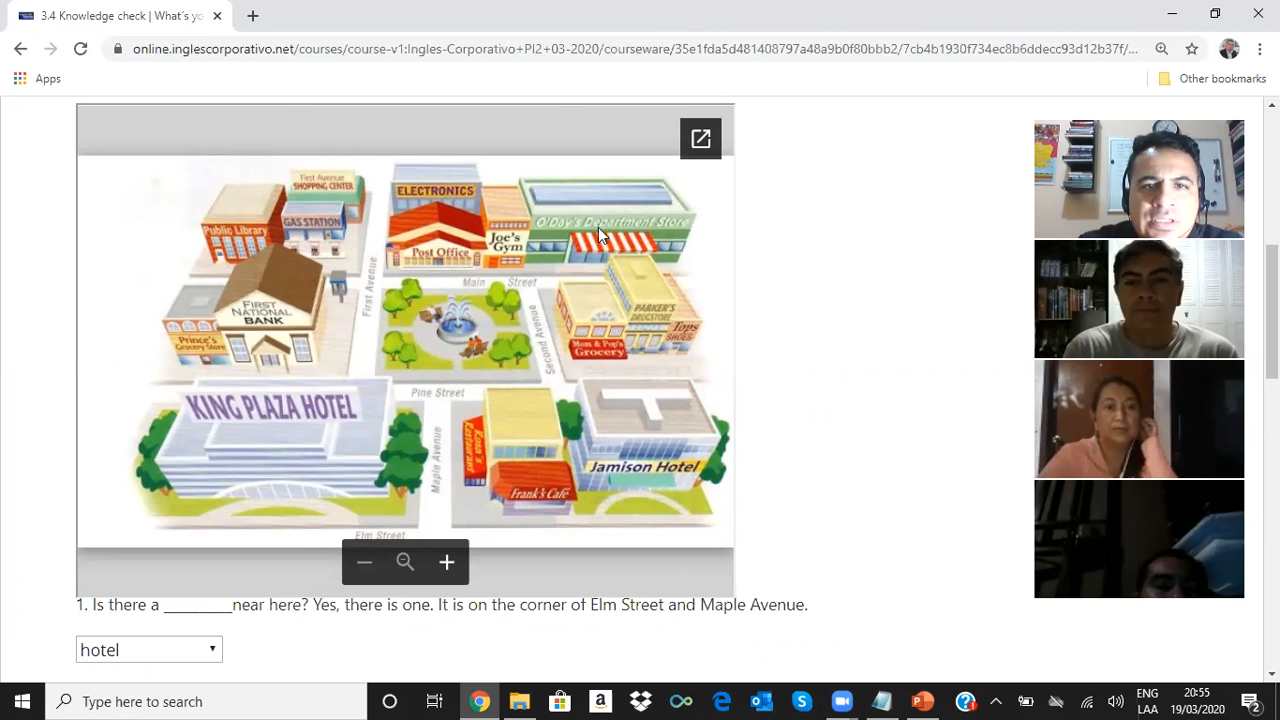 3.4 Knowledge check | What´s yo
online.inglescorporativo.net/courses/course-v1:Ingles-Corporativo+PI2+03-2020/courseware/35e1fda5d481408797a48a9b0f80bbb2/7cb4b1930f734ec8b6ddecc93d12b37f/...
Apps
Other bookmarks
First Avenue
SHOPPING CENTER
ELECTRONICS
GAS STATION
O'Day's Department Store
Public Library
Post Office
Joe's
Gym
Main Street
First Avenue
FIRST
NATIONAL
BANK
Second Avenue
PARKER'S
DRUGSTORE
Tops
SHOES
Prince's
Grocery Store
Mom & Pop's
Grocery
Pine Street
KING PLAZA HOTEL
Maple Avenue
Rosa's
Restaurant
Jamison Hotel
Frank's Café
Elm Street
1. Is there a __________near here? Yes, there is one. It is on the corner of Elm Street and Maple Avenue.
hotel
Type here to search
ENG
LAA
20:55
19/03/2020
2